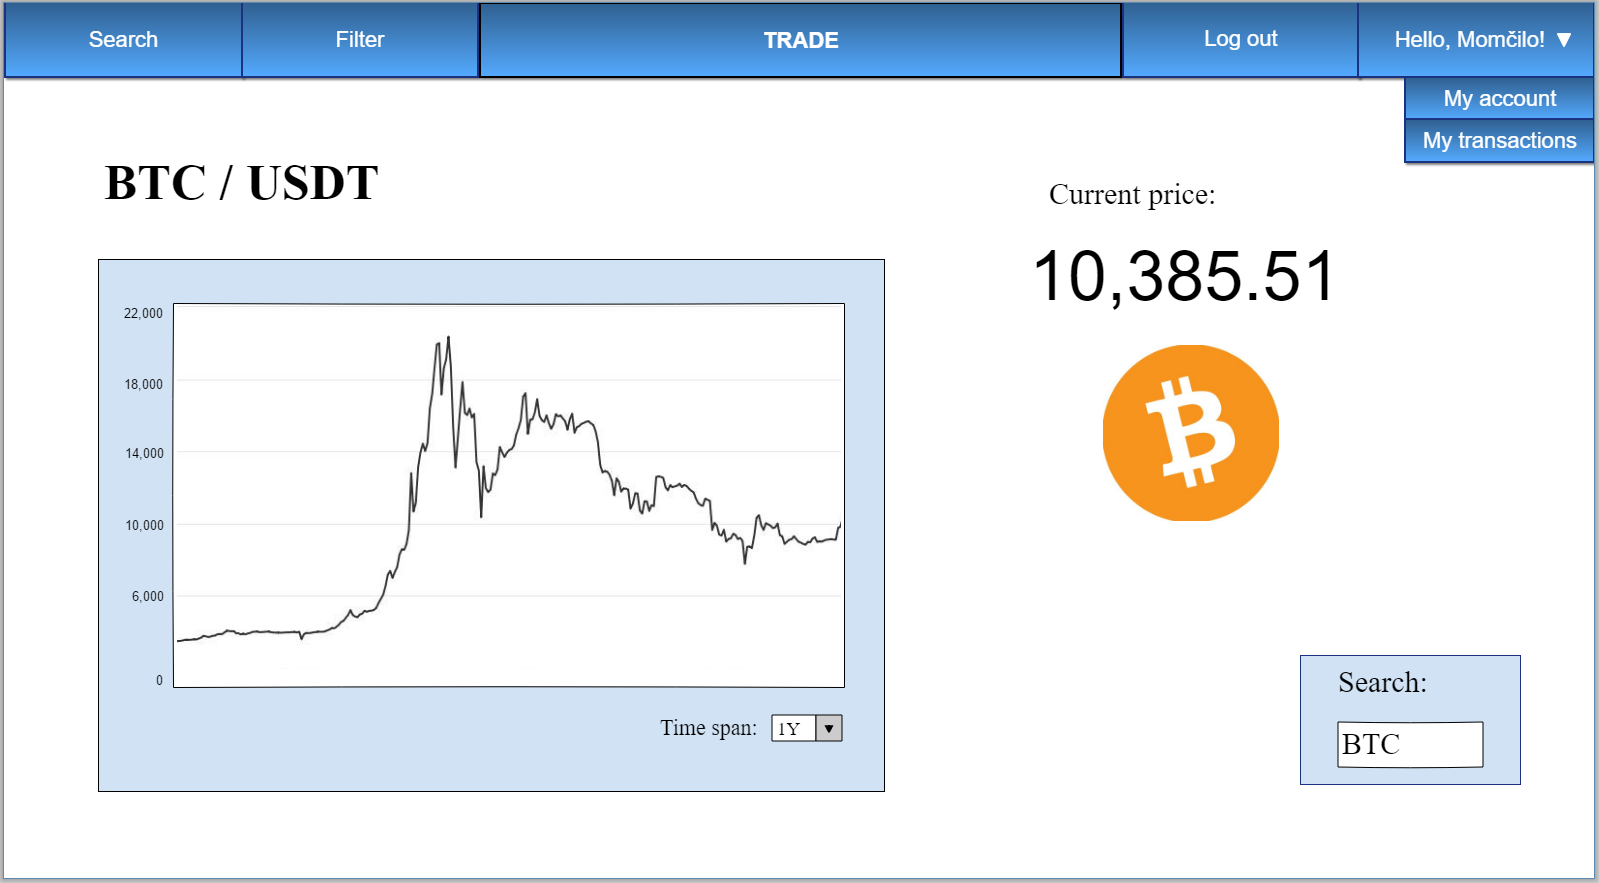 Search
Filter
TRADE
Log out
Hello, Momčilo! ▼
My account
My transactions
BTC / USDT
Current price:
10,385.51
22,000
18,000
14,000
10,000
6,000
0
Time span: 1Y ▼
Search:
BTC